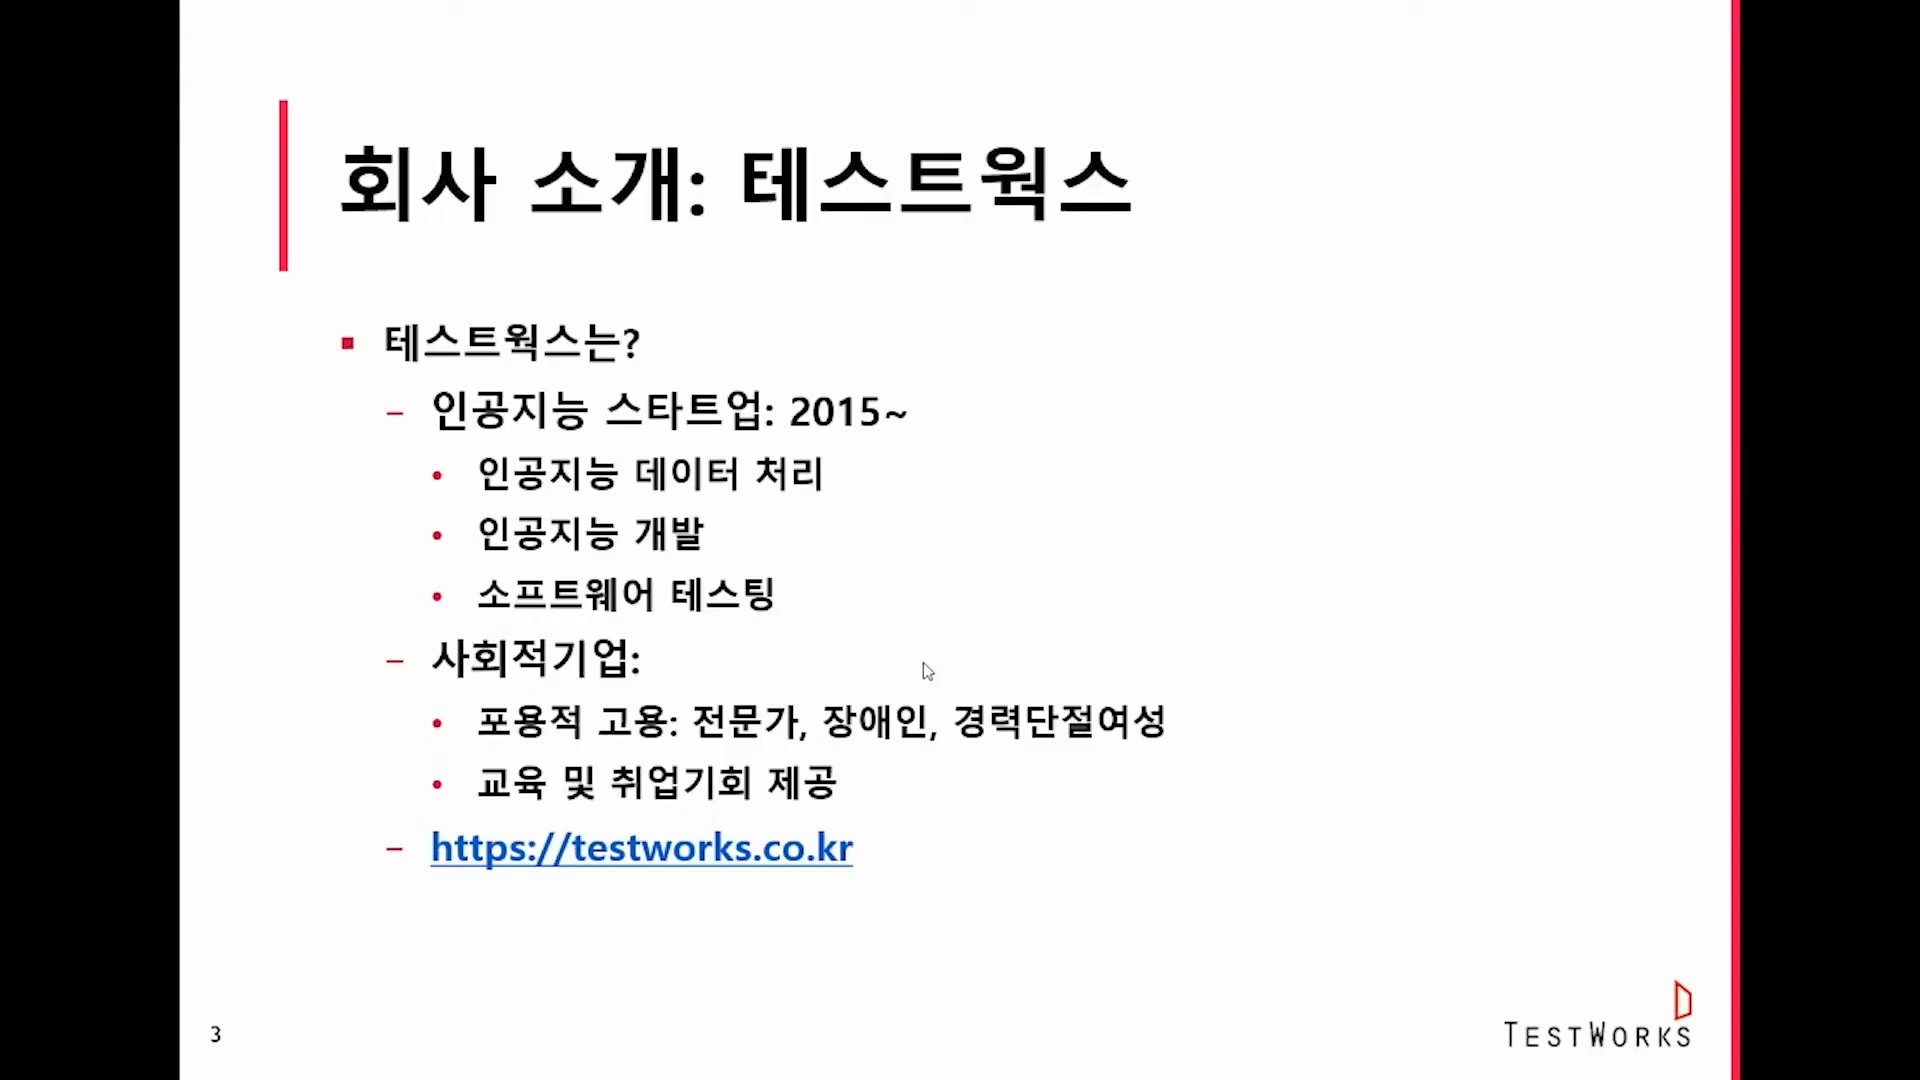 회사 소개: 테스트웍스
▪ 테스트웍스는?
– 인공지능 스타트업: 2015~
• 인공지능 데이터 처리
• 인공지능 개발
• 소프트웨어 테스팅
– 사회적기업:
• 포용적 고용: 전문가, 장애인, 경력단절여성
• 교육 및 취업기회 제공
– https://testworks.co.kr
3
TESTWORKS